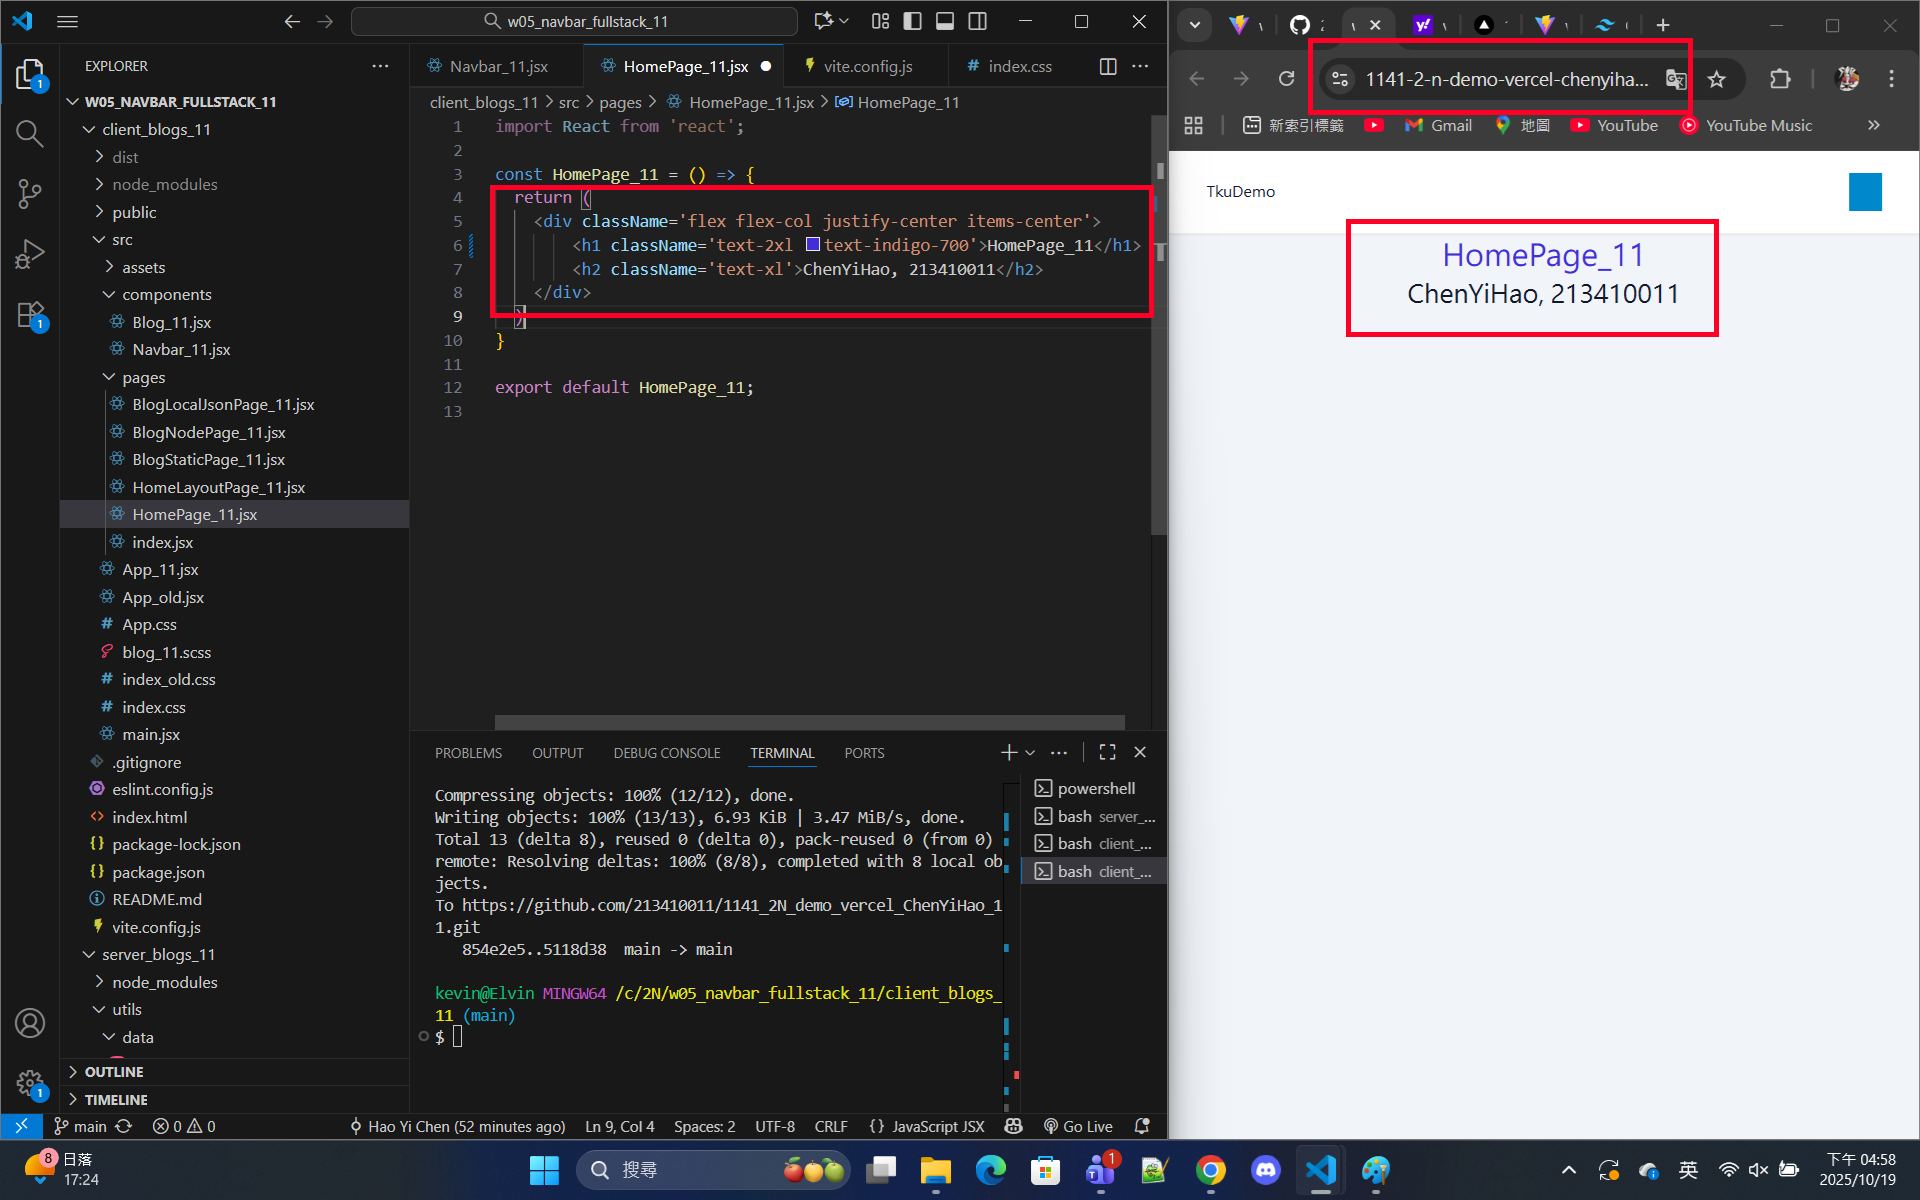 w05_navbar_fullstack_11
EXPLORER
W05_NAVBAR_FULLSTACK_11
client_blogs_11
dist
node_modules
public
src
assets
components
Blog_11.jsx
Navbar_11.jsx
pages
BlogLocalJsonPage_11.jsx
BlogNodePage_11.jsx
BlogStaticPage_11.jsx
HomeLayoutPage_11.jsx
HomePage_11.jsx
index.jsx
App_11.jsx
App_old.jsx
App.css
blog_11.scss
index_old.css
index.css
main.jsx
.gitignore
eslint.config.js
index.html
package-lock.json
package.json
README.md
vite.config.js
server_blogs_11
node_modules
utils
data
OUTLINE
TIMELINE
1
1
1
Navbar_11.jsx
HomePage_11.jsx
vite.config.js
index.css
client_blogs_11 > src > pages > HomePage_11.jsx > HomePage_11
1 import React from 'react';
2
3 const HomePage_11 = () => {
4 return (
5 <div className='flex flex-col justify-center items-center'>
6 <h1 className='text-2xl text-indigo-700'>HomePage_11</h1>
7 <h2 className='text-xl'>ChenYiHao, 213410011</h2>
8 </div>
9 )
10 }
11
12 export default HomePage_11;
13
PROBLEMS OUTPUT DEBUG CONSOLE TERMINAL PORTS
Compressing objects: 100% (12/12), done.
Writing objects: 100% (13/13), 6.93 KiB | 3.47 MiB/s, done.
Total 13 (delta 8), reused 0 (delta 0), pack-reused 0 (from 0)
remote: Resolving deltas: 100% (8/8), completed with 8 local ob
jects.
To https://github.com/213410011/1141_2N_demo_vercel_ChenYiHao_1
1.git
854e2e5..5118d38 main -> main
kevin@Elvin MINGW64 /c/2N/w05_navbar_fullstack_11/client_blogs_
11 (main)
$
powershell
bash server_...
bash client_...
bash client_...
main 0 0 Hao Yi Chen (52 minutes ago) Ln 9, Col 4 Spaces: 2 UTF-8 CRLF {} JavaScript JSX Go Live
1141-2-n-demo-vercel-chenyiha...
新索引標籤
Gmail
地圖
YouTube
YouTube Music
TkuDemo
HomePage_11
ChenYiHao, 213410011
8
日落
17:24
搜尋
1
英
下午 04:58
2025/10/19